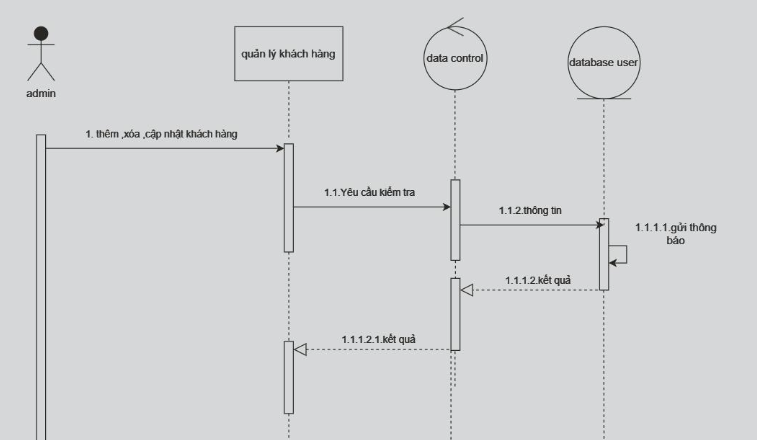 quản lý khách hàng
data control
database user
admin
1. thêm ,xóa ,cập nhật khách hàng
1.1.Yêu cầu kiểm tra
1.1.2.thông tin
1.1.1.1.gửi thông
báo
1.1.1.2.kết quả
1.1.1.2.1.kết quả